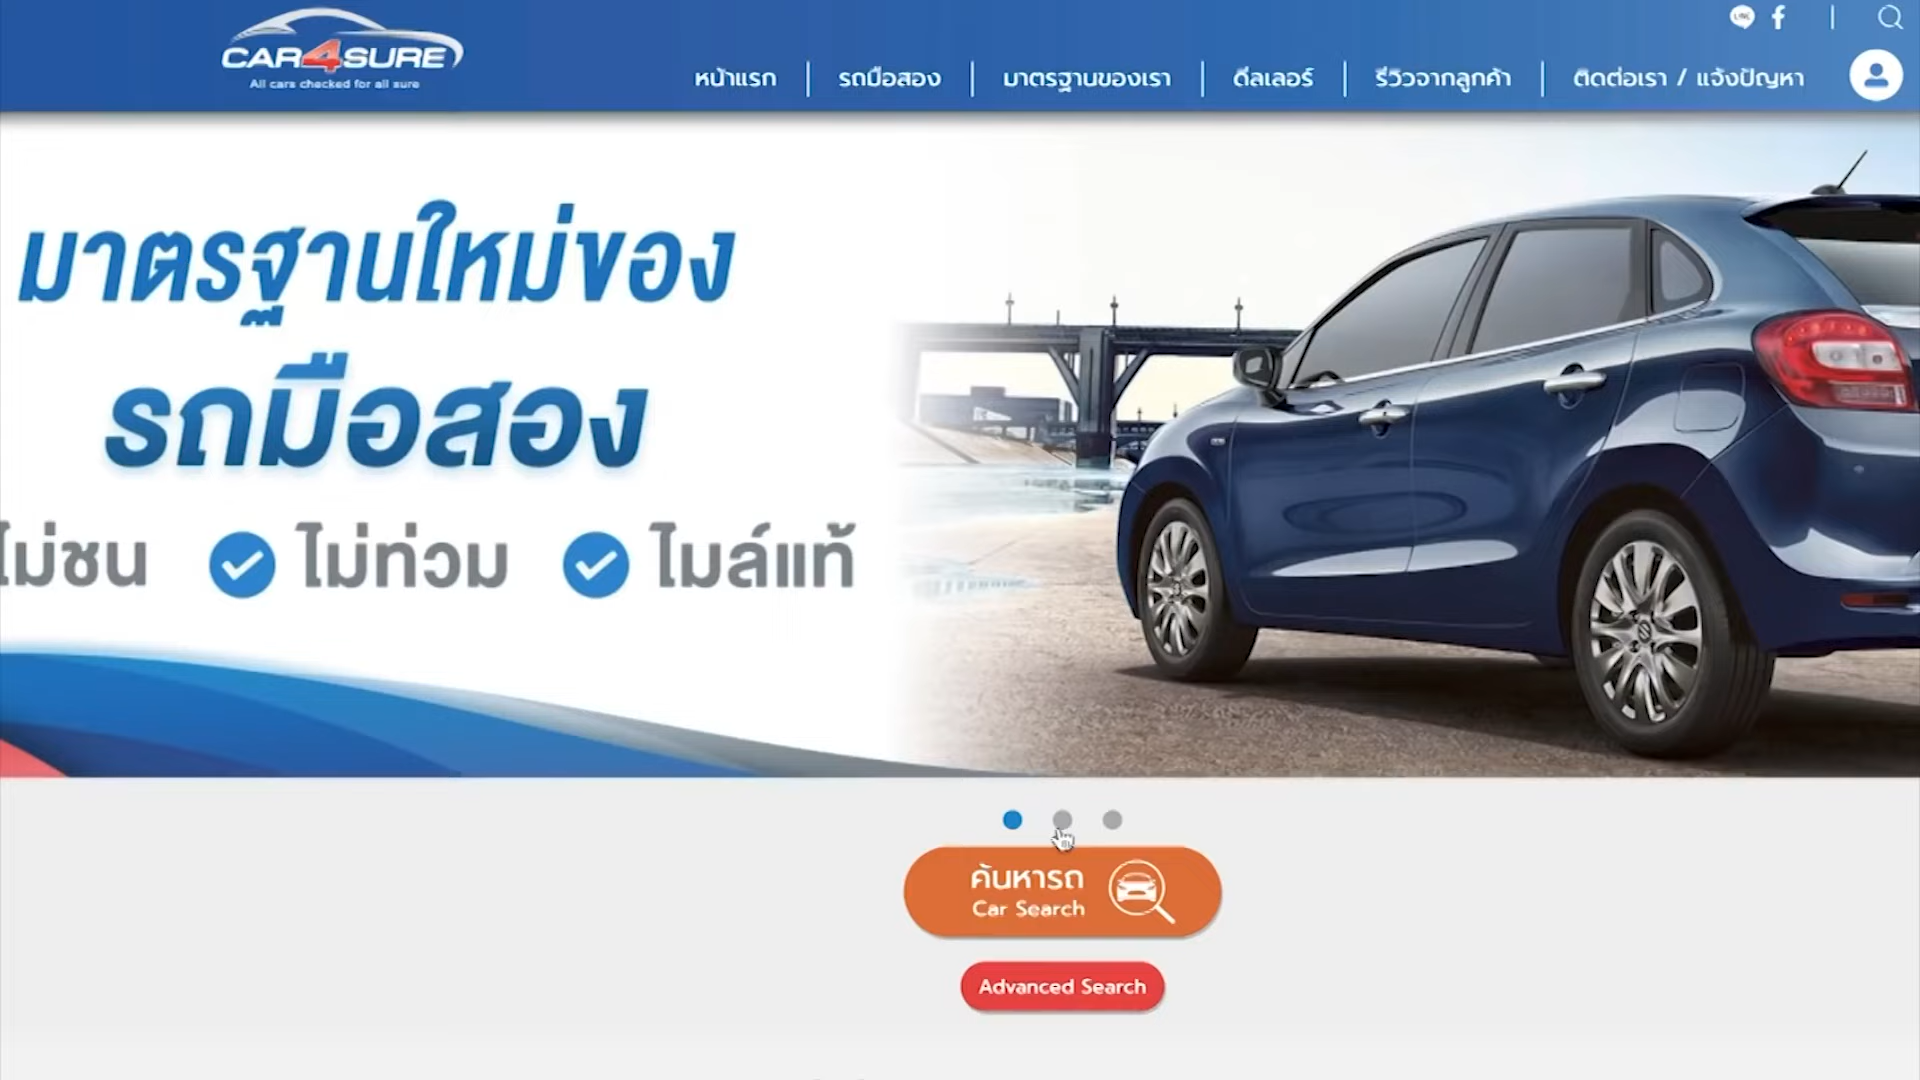 CAR4SURE
All cars checked for all sure
LINE
หน้าแรก
รถมือสอง
มาตรฐานของเรา
ดีลเลอร์
รีวิวจากลูกค้า
ติดต่อเรา / แจ้งปัญหา
มาตรฐานใหม่ของ
รถมือสอง
ไม่ชน ไม่ท่วม ไมล์แท้
ค้นหารถ
Car Search
Advanced Search